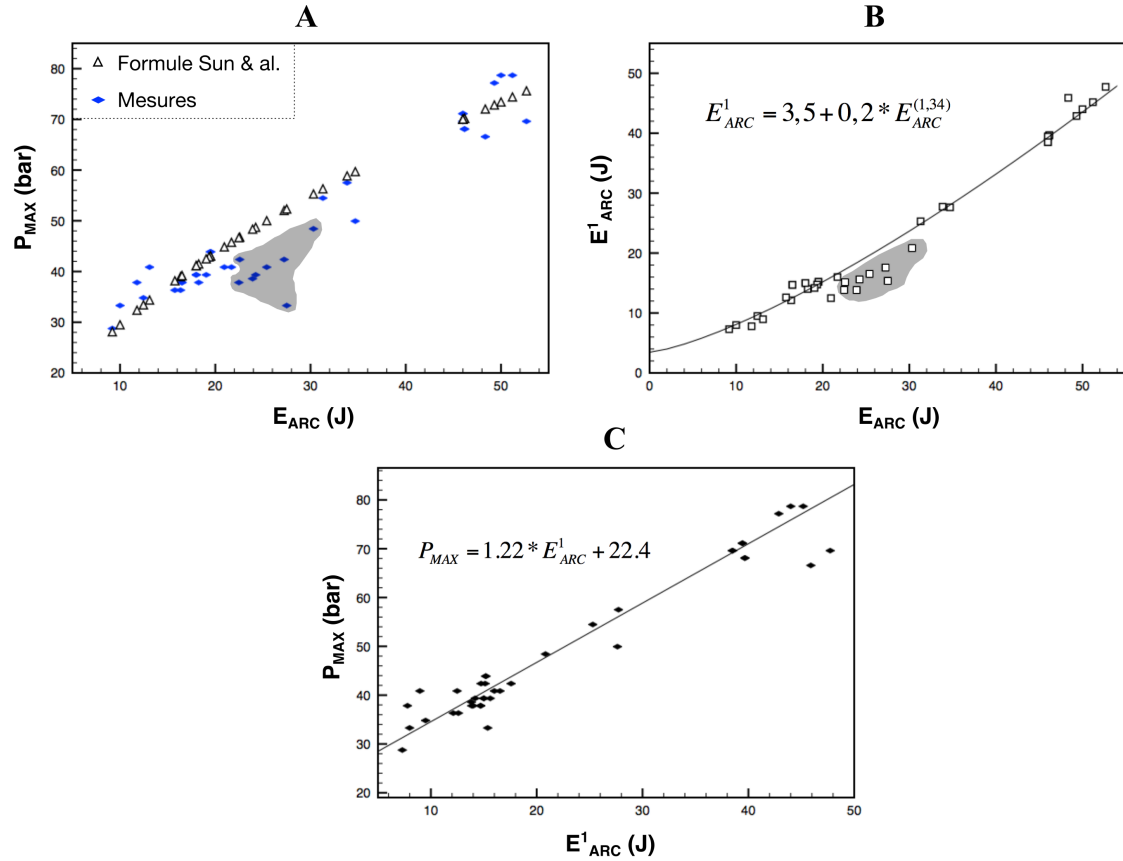 A
Formule Sun & al.
Mesures
80
70
60
50
40
30
20
10 20 30 40 50
P_MAX (bar)
E_ARC (J)
B
E^1_ARC = 3,5 + 0,2 * E_ARC^(1,34)
50
40
30
20
10
0
0 10 20 30 40 50
E^1_ARC (J)
E_ARC (J)
C
P_MAX = 1.22 * E^1_ARC + 22.4
80
70
60
50
40
30
20
10 20 30 40 50
P_MAX (bar)
E^1_ARC (J)